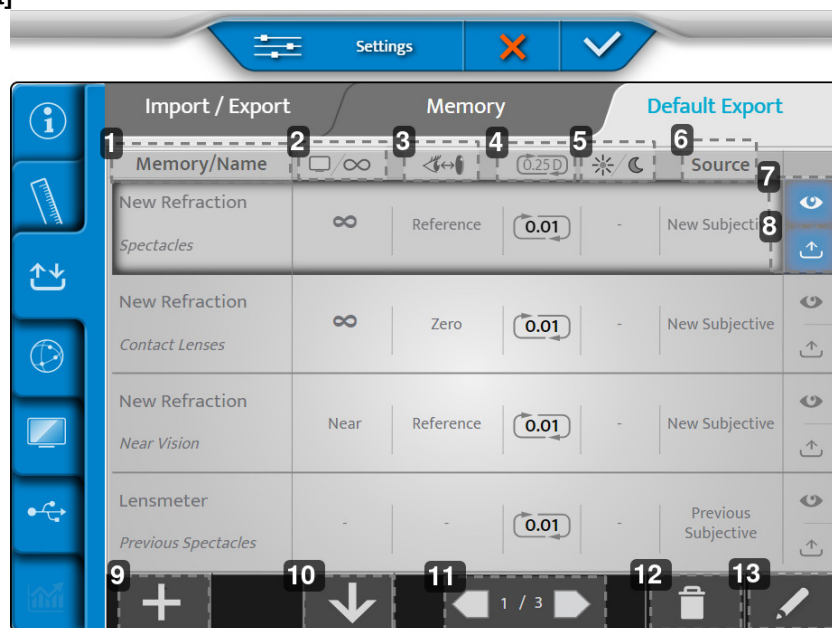 Settings
Import / Export
Memory
Default Export
1
2
3
4
5
6
Memory/Name
0.25 D
Source
7
New Refraction
Spectacles
∞
Reference
0.01
-
New Subjecti
8
New Refraction
Contact Lenses
∞
Zero
0.01
-
New Subjective
New Refraction
Near Vision
Near
Reference
0.01
-
New Subjective
Lensmeter
Previous Spectacles
-
-
0.01
-
Previous
Subjective
9
10
11
1 / 3
12
13